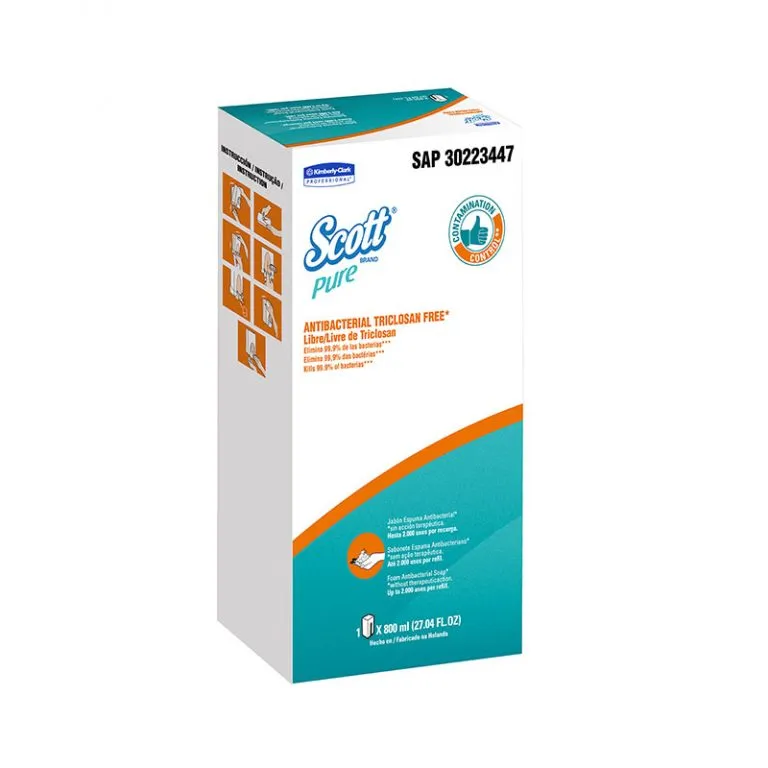 INSTRUCCIÓN / INSTRUÇÃO /
INSTRUCTION
Kimberly-Clark
PROFESSIONAL*
SAP 30223447
Scott®
BRAND
Pure
CONTAMINATION
CONTROL**
ANTIBACTERIAL TRICLOSAN FREE*
Libre/Livre de Triclosan
Elimina 99.9% de las bacterias***
Elimina 99,9% das bactérias***
Kills 99.9% of bacterias***
Jabón Espuma Antibacterial*
*sin acción terapéutica.
Hasta 2.000 usos por recarga.
Sabonete Espuma Antibacteriano*
*sem ação terapêutica.
Até 2.000 usos por refil.
Foam Antibacterial Soap*
*without therapeuticaction.
Up to 2.000 uses per refill.
1 X 800 ml (27.04 FL.OZ)
Hecho en / Fabricado na Holanda